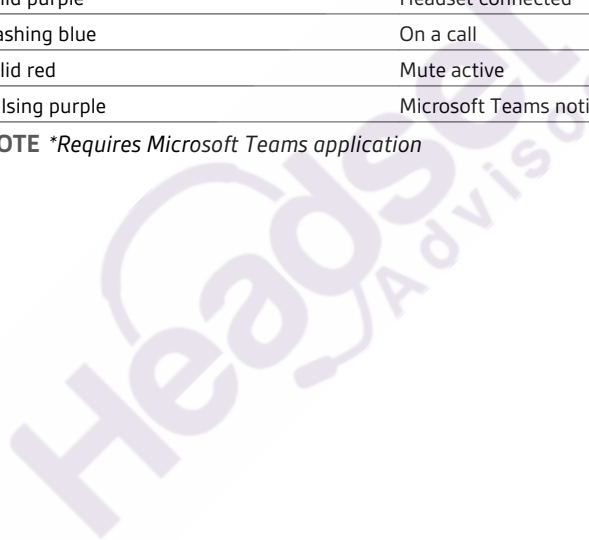 lid purple Headset connected
ashing blue On a call
lid red Mute active
lsing purple Microsoft Teams noti
OTE *Requires Microsoft Teams application
Headset
Advisor